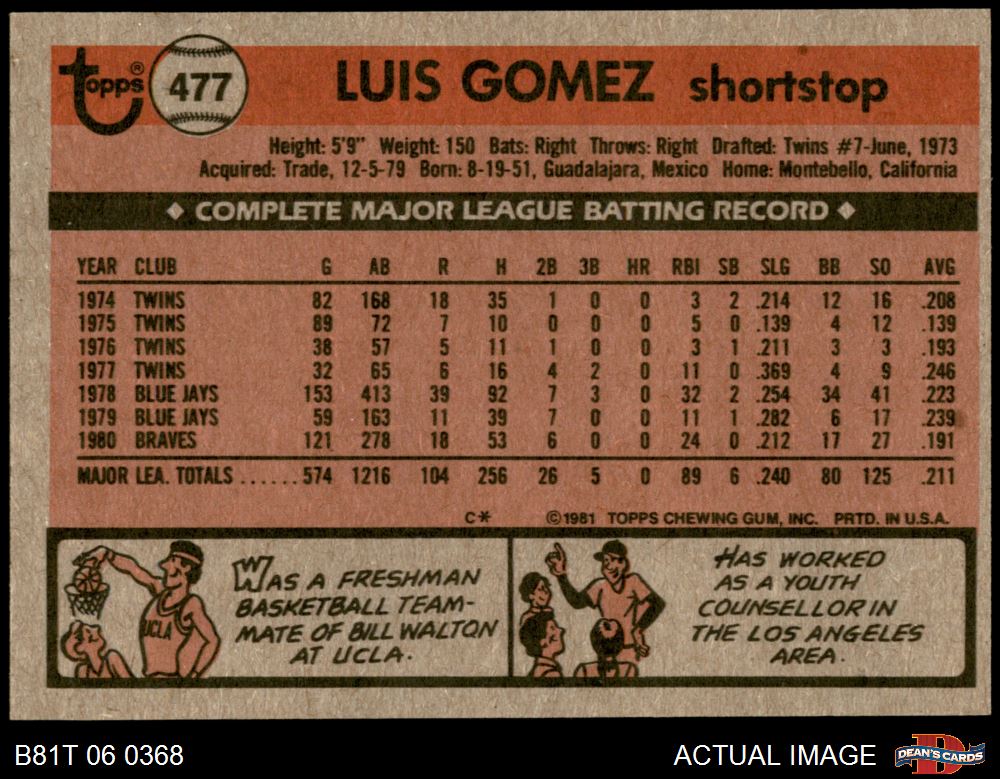 topps® 477 LUIS GOMEZ shortstop
Height: 5'9" Weight: 150 Bats: Right Throws: Right Drafted: Twins #7-June, 1973
Acquired: Trade, 12-5-79 Born: 8-19-51, Guadalajara, Mexico Home: Montebello, California
◆ COMPLETE MAJOR LEAGUE BATTING RECORD ◆
YEAR CLUB G AB R H 2B 3B HR RBI SB SLG BB SO AVG
1974 TWINS 82 168 18 35 1 0 0 3 2 .214 12 16 .208
1975 TWINS 89 72 7 10 0 0 0 5 0 .139 4 12 .139
1976 TWINS 38 57 5 11 1 0 0 3 1 .211 3 3 .193
1977 TWINS 32 65 6 16 4 2 0 11 0 .369 4 9 .246
1978 BLUE JAYS 153 413 39 92 7 3 0 32 2 .254 34 41 .223
1979 BLUE JAYS 59 163 11 39 7 0 0 11 1 .282 6 17 .239
1980 BRAVES 121 278 18 53 6 0 0 24 0 .212 17 27 .191
MAJOR LEA. TOTALS ...... 574 1216 104 256 26 5 0 89 6 .240 80 125 .211
C* ©1981 TOPPS CHEWING GUM, INC. PRTD. IN U.S.A.
UCLA
WAS A FRESHMAN
BASKETBALL TEAM-
MATE OF BILL WALTON
AT UCLA.
HAS WORKED
AS A YOUTH
COUNSELLOR IN
THE LOS ANGELES
AREA.
B81T 06 0368 ACTUAL IMAGE DEAN'S CARDS